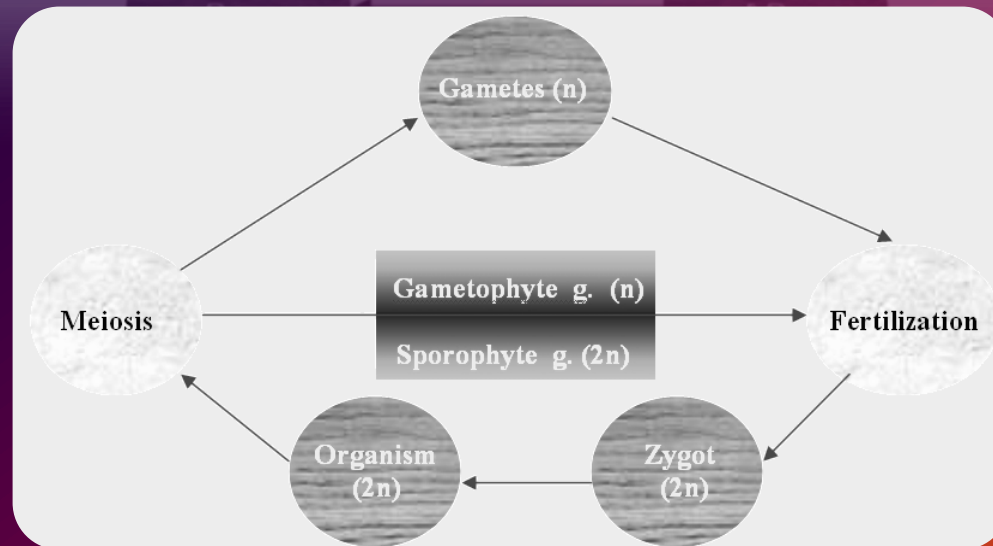 Gametes (n)
Meiosis
Gametophyte g. (n)
Sporophyte g. (2n)
Fertilization
Organism
(2n)
Zygot
(2n)